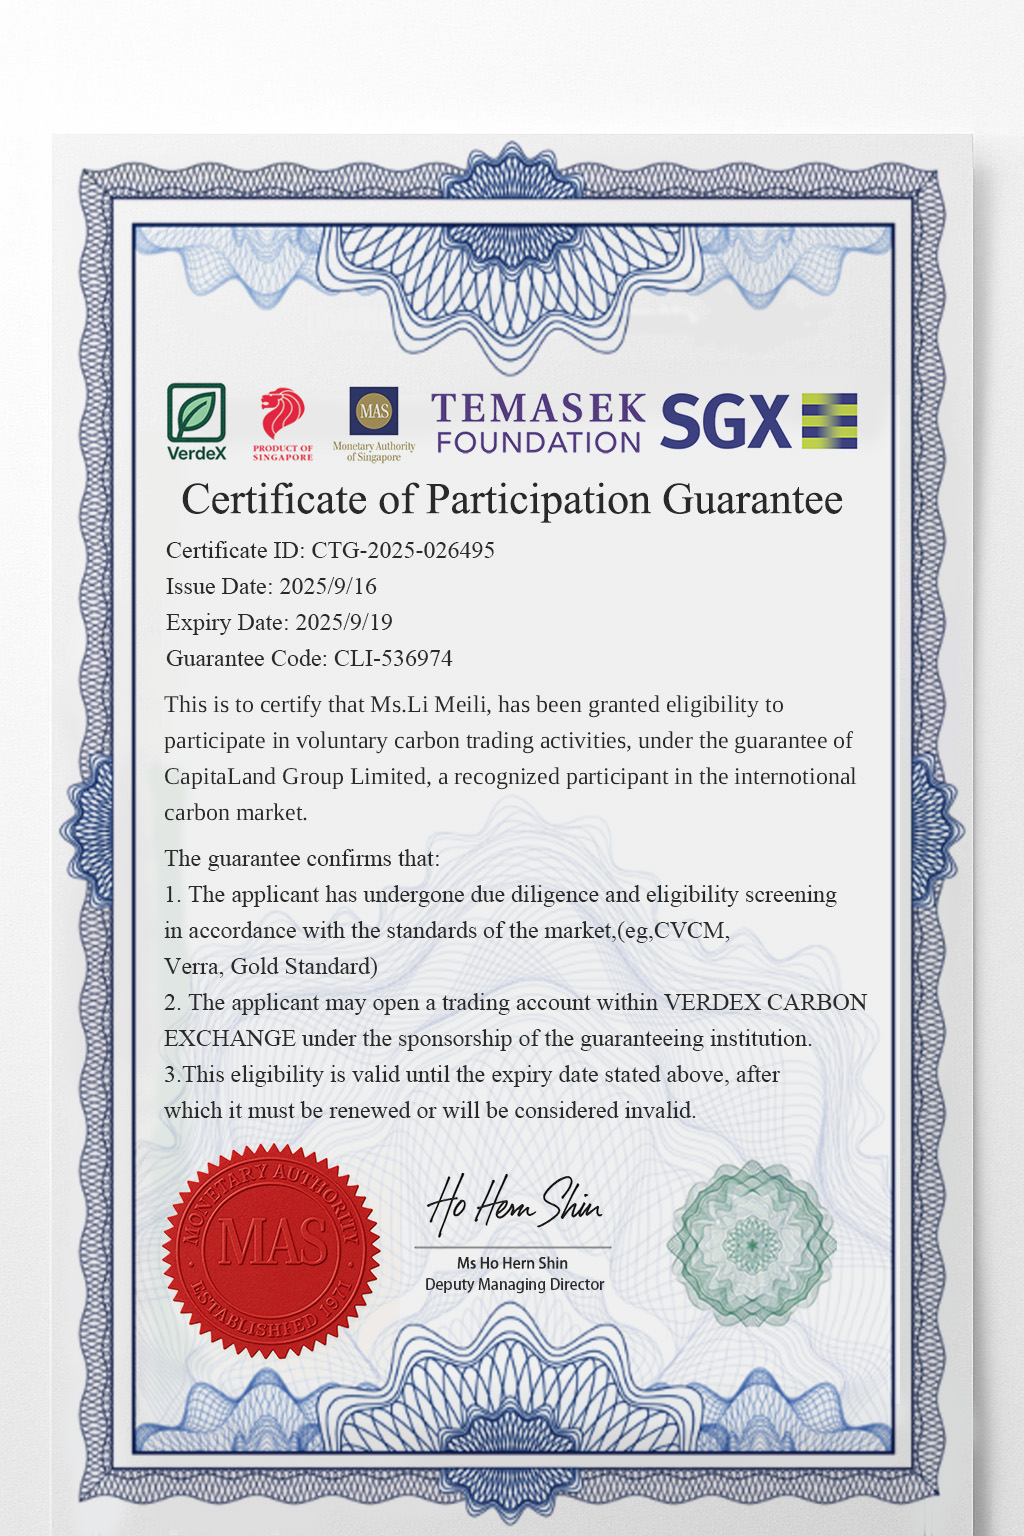 VerdeX
PRODUCT OF
SINGAPORE
MAS
Monetary Authority
of Singapore
TEMASEK
FOUNDATION
SGX
Certificate of Participation Guarantee
Certificate ID: CTG-2025-026495
Issue Date: 2025/9/16
Expiry Date: 2025/9/19
Guarantee Code: CLI-536974
This is to certify that Ms.Li Meili, has been granted eligibility to
participate in voluntary carbon trading activities, under the guarantee of
CapitaLand Group Limited, a recognized participant in the internotional
carbon market.
The guarantee confirms that:
1. The applicant has undergone due diligence and eligibility screening
in accordance with the standards of the market,(eg,CVCM,
Verra, Gold Standard)
2. The applicant may open a trading account within VERDEX CARBON
EXCHANGE under the sponsorship of the guaranteeing institution.
3.This eligibility is valid until the expiry date stated above, after
which it must be renewed or will be considered invalid.
MONETARY AUTHORITY
MAS
ESTABLISHFED 1971
Ho Hern Shin
Ms Ho Hern Shin
Deputy Managing Director